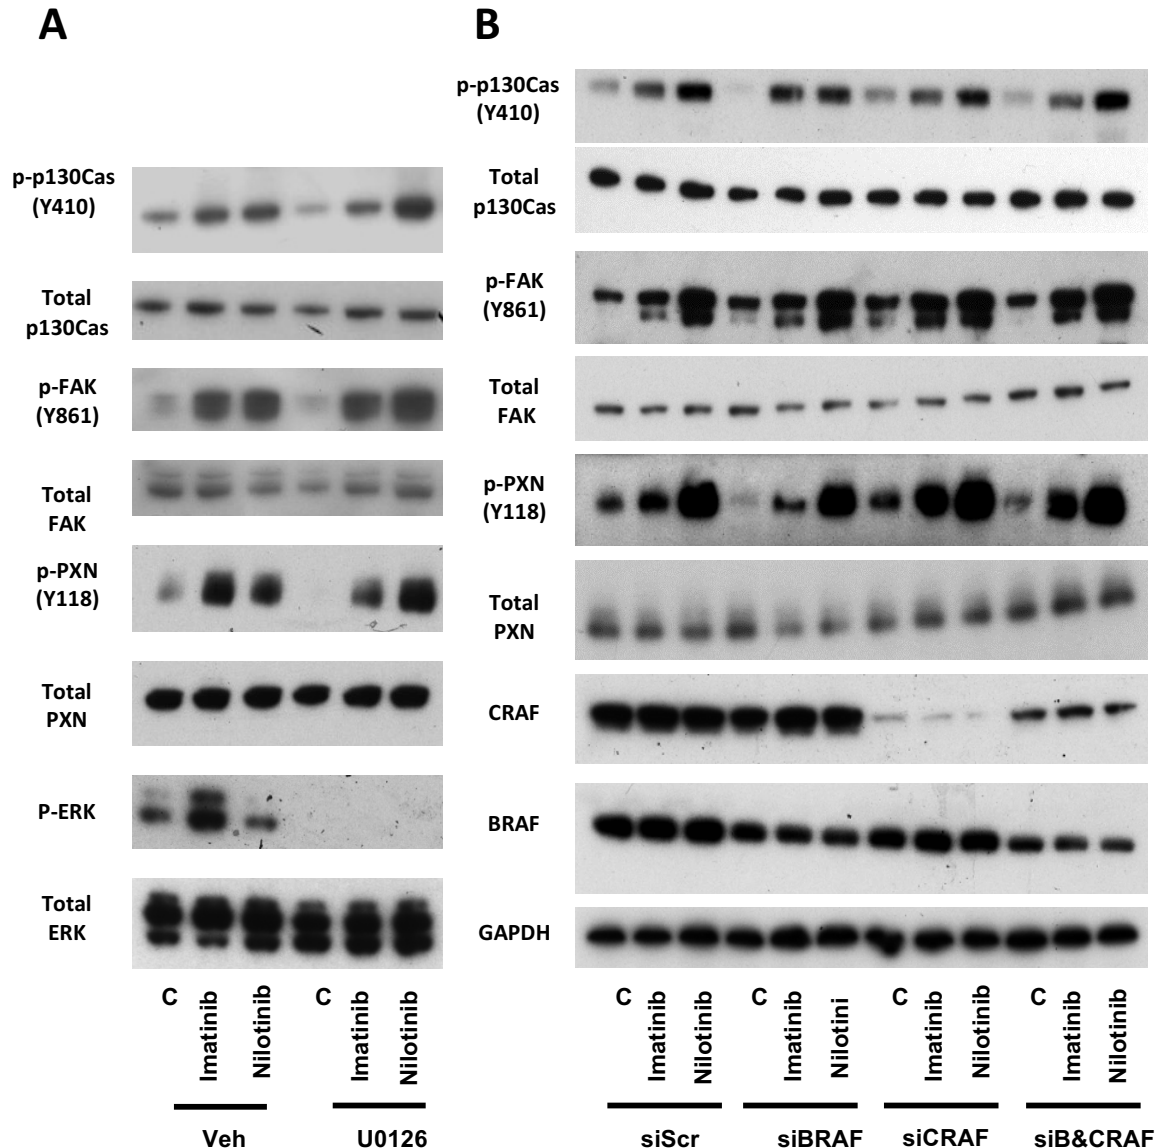 A
B
p-p130Cas
(Y410)
Total
p130Cas
p-FAK
(Y861)
Total
FAK
p-PXN
(Y118)
Total
PXN
P-ERK
Total
ERK
C
Imatinib
Nilotinib
C
Imatinib
Nilotinib
Veh
U0126
p-p130Cas
(Y410)
Total
p130Cas
p-FAK
(Y861)
Total
FAK
p-PXN
(Y118)
Total
PXN
CRAF
BRAF
GAPDH
C
Imatinib
Nilotinib
C
Imatinib
Nilotini
C
Imatinib
Nilotinib
C
Imatinib
Nilotinib
siScr
siBRAF
siCRAF
siB&CRAF